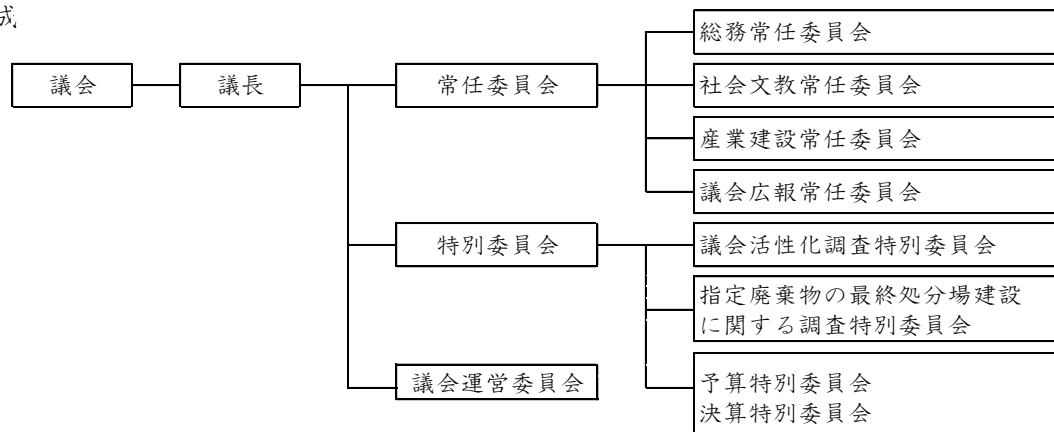 成
議会
議長
常任委員会
総務常任委員会
社会文教常任委員会
産業建設常任委員会
議会広報常任委員会
特別委員会
議会活性化調査特別委員会
指定廃棄物の最終処分場建設
に関する調査特別委員会
予算特別委員会
決算特別委員会
議会運営委員会